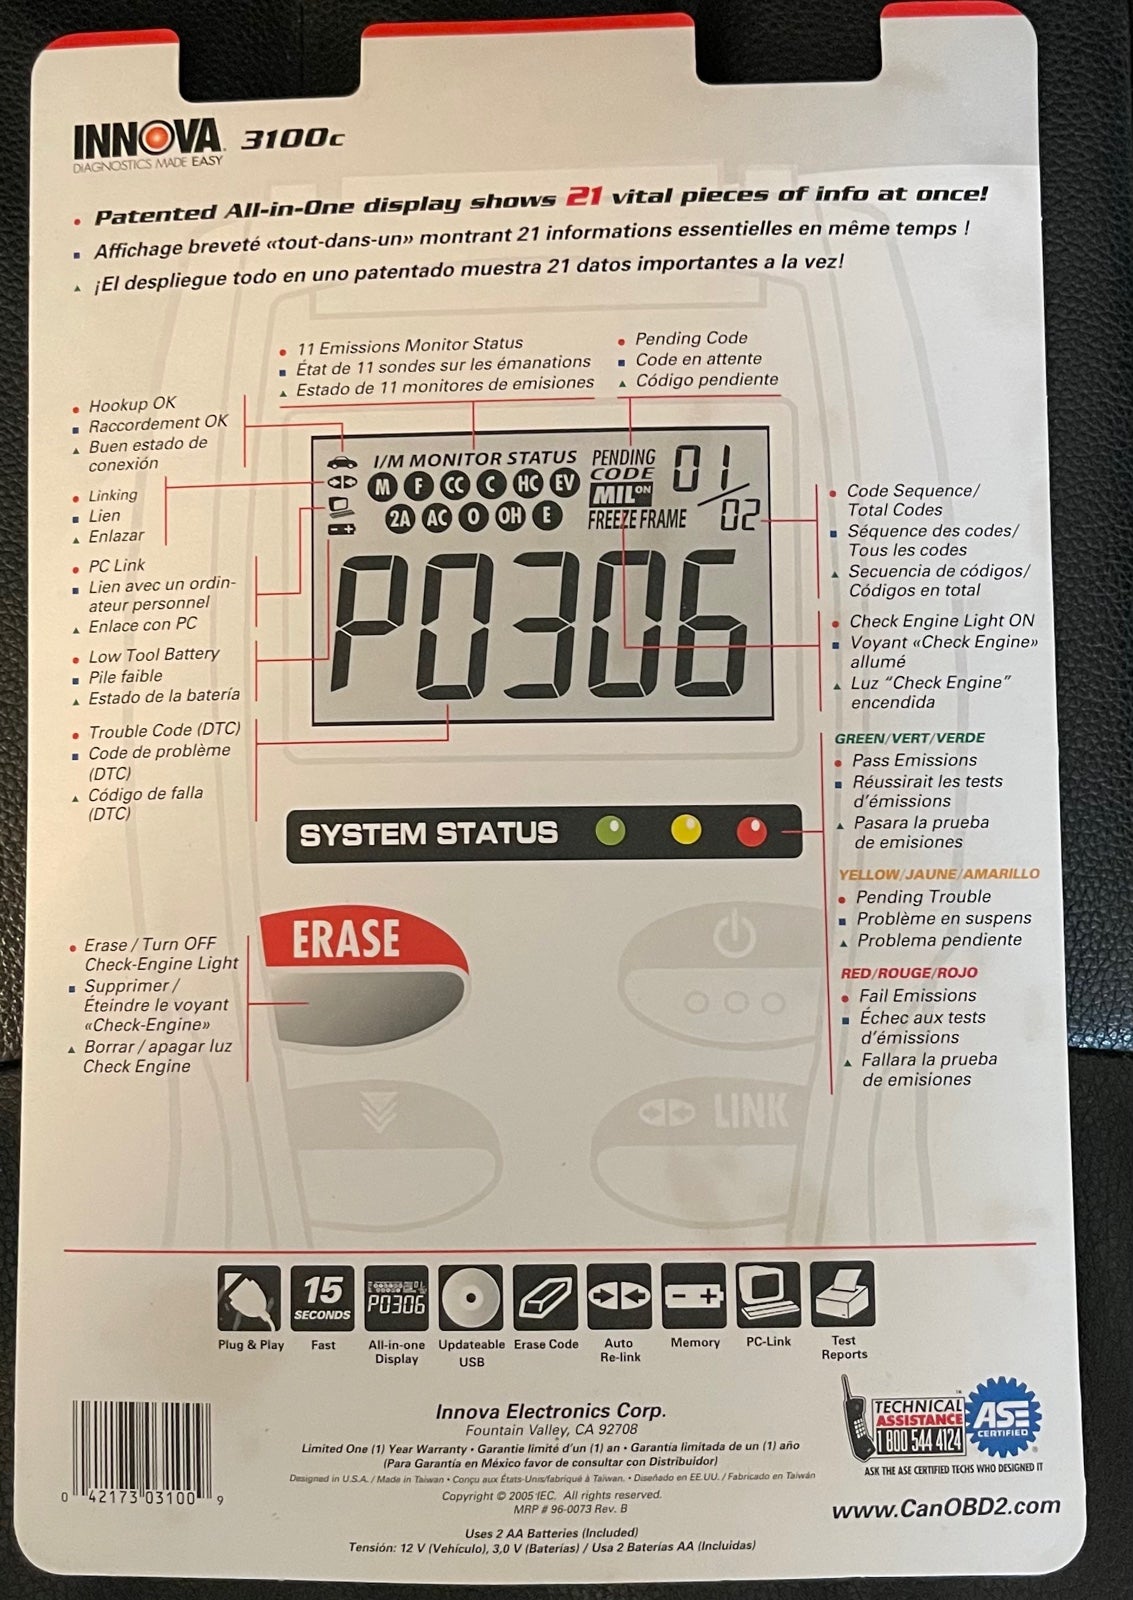 INNOVA 3100c
DIAGNOSTICS MADE EASY
• Patented All-in-One display shows 21 vital pieces of info at once!
▪ Affichage breveté «tout-dans-un» montrant 21 informations essentielles en même temps !
▲ ¡El despliegue todo en uno patentado muestra 21 datos importantes a la vez!
• 11 Emissions Monitor Status
▪ État de 11 sondes sur les émanations
▲ Estado de 11 monitores de emisiones
• Pending Code
▪ Code en attente
▲ Código pendiente
• Hookup OK
▪ Raccordement OK
▲ Buen estado de
conexión
• Linking
▪ Lien
▲ Enlazar
• PC Link
▪ Lien avec un ordin-
ateur personnel
▲ Enlace con PC
• Low Tool Battery
▪ Pile faible
▲ Estado de la batería
• Trouble Code (DTC)
▪ Code de problème
(DTC)
▲ Código de falla
(DTC)
I/M MONITOR STATUS
M F CC C HC EV
2A AC O OH E
PENDING
CODE
MIL ON
FREEZE FRAME
01/02
P0306
• Code Sequence/
Total Codes
▪ Séquence des codes/
Tous les codes
▲ Secuencia de códigos/
Códigos en total
• Check Engine Light ON
▪ Voyant «Check Engine»
allumé
▲ Luz “Check Engine”
encendida
GREEN/VERT/VERDE
• Pass Emissions
▪ Réussirait les tests
d'émissions
▲ Pasara la prueba
de emisiones
YELLOW/JAUNE/AMARILLO
• Pending Trouble
▪ Problème en suspens
▲ Problema pendiente
RED/ROUGE/ROJO
• Fail Emissions
▪ Échec aux tests
d'émissions
▲ Fallara la prueba
de emisiones
SYSTEM STATUS
ERASE
• Erase / Turn OFF
Check-Engine Light
▪ Supprimer /
Éteindre le voyant
«Check-Engine»
▲ Borrar / apagar luz
Check Engine
LINK
15
SECONDS
P0306
Plug & Play
Fast
All-in-one
Display
Updateable
USB
Erase Code
Auto
Re-link
Memory
PC-Link
Test
Reports
Innova Electronics Corp.
Fountain Valley, CA 92708
Limited One (1) Year Warranty • Garantie limité d'un (1) an • Garantía limitada de un (1) año
(Para Garantía en México favor de consultar con Distribuidor)
Designed in U.S.A. / Made in Taiwan • Conçu aux États-Unis/fabriqué à Taiwan. • Diseñado en EE.UU. / Fabricado en Taiwán
Copyright © 2005 IEC. All rights reserved.
MRP # 96-0073 Rev. B
Uses 2 AA Batteries (Included)
Tensión: 12 V (Vehículo), 3,0 V (Baterías) / Usa 2 Baterías AA (Incluidas)
0 42173 03100 9
TECHNICAL
ASSISTANCE
1 800 544 4124
ASE
CERTIFIED
ASK THE ASE CERTIFIED TECHS WHO DESIGNED IT
www.CanOBD2.com